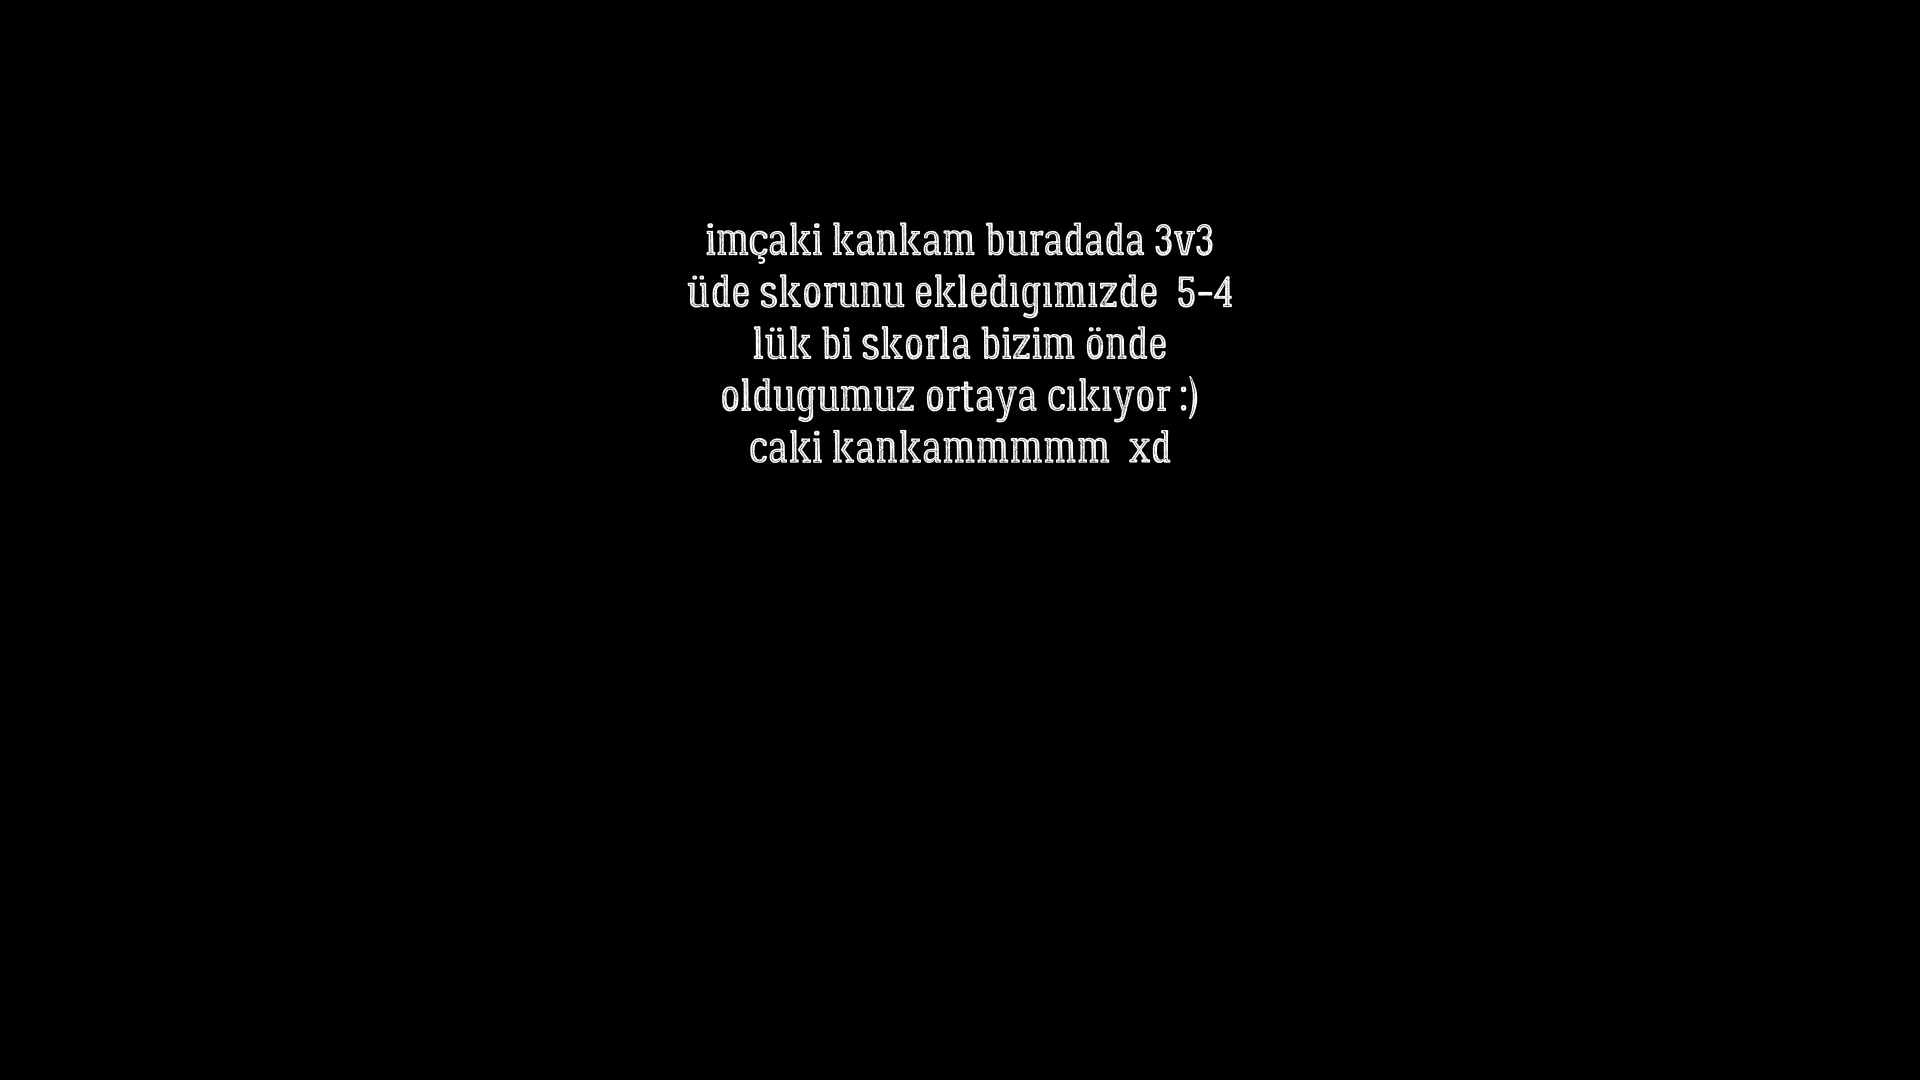 imçaki kankam buradada 3v3
üde skorunu ekledıgımızde  5-4
lük bi skorla bizim önde
oldugumuz ortaya cıkıyor :)
caki kankammmmm  xd